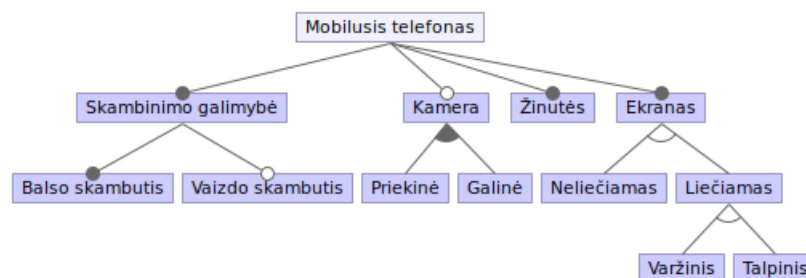 Mobilusis telefonas
Skambinimo galimybė
Kamera
Žinutės
Ekranas
Balso skambutis
Vaizdo skambutis
Priekinė
Galinė
Neliečiamas
Liečiamas
Varžinis
Talpinis